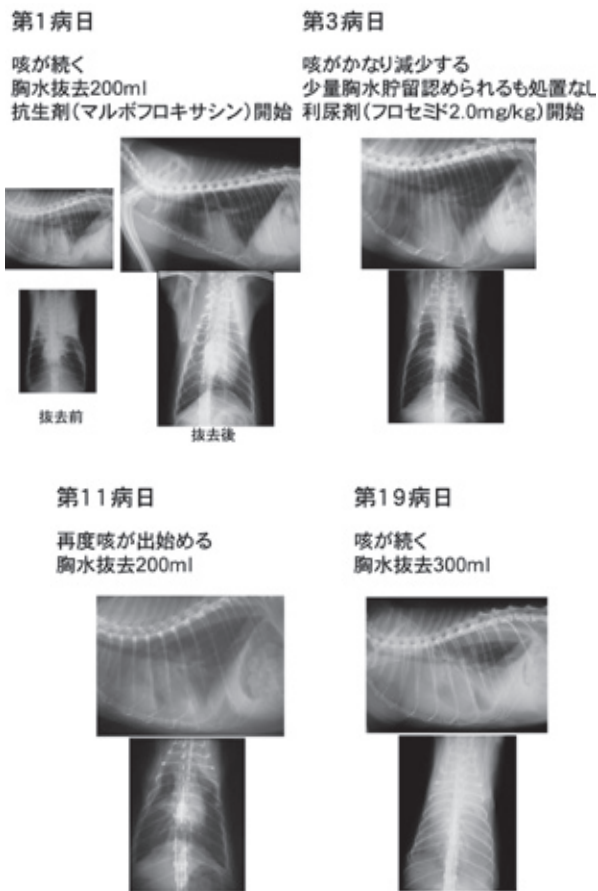 第1病日
咳が続く
胸水抜去200ml
抗生剤(マルボフロキサシン)開始
抜去前
抜去後
第3病日
咳がかなり減少する
少量胸水貯留認められるも処置なし
利尿剤(フロセミド2.0mg/kg)開始
第11病日
再度咳が出始める
胸水抜去200ml
第19病日
咳が続く
胸水抜去300ml